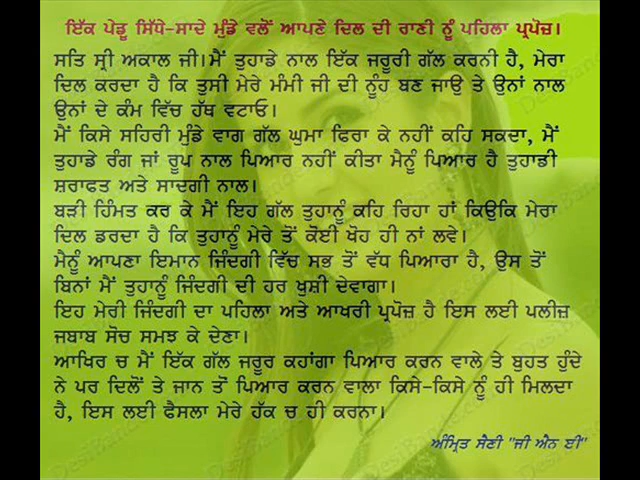 ਇੱਕ ਪੇਡੂ ਸਿੱਧੇ-ਸਾਦੇ ਮੁੰਡੇ ਵਲੋਂ ਆਪਣੇ ਦਿਲ ਦੀ ਰਾਣੀ ਨੂੰ ਪਹਿਲਾ ਪ੍ਰਪੋਜ਼।
ਸਤਿ ਸ੍ਰੀ ਅਕਾਲ ਜੀ।ਮੈਂ ਤੁਹਾਡੇ ਨਾਲ ਇੱਕ ਜਰੂਰੀ ਗੱਲ ਕਰਨੀ ਹੈ, ਮੇਰਾ
ਦਿਲ ਕਰਦਾ ਹੈ ਕਿ ਤੁਸੀ ਮੇਰੇ ਮੰਮੀ ਜੀ ਦੀ ਨੂੰਹ ਬਣ ਜਾਉ ਤੇ ਉਨਾਂ ਨਾਲ
ਉਨਾਂ ਦੇ ਕੰਮ ਵਿੱਚ ਹੱਥ ਵਟਾਓ।
ਮੈਂ ਕਿਸੇ ਸਹਿਰੀ ਮੁੰਡੇ ਵਾਗ ਗੱਲ ਘੁਮਾ ਫਿਰਾ ਕੇ ਨਹੀਂ ਕਹਿ ਸਕਦਾ, ਮੈਂ
ਤੁਹਾਡੇ ਰੰਗ ਜਾਂ ਰੂਪ ਨਾਲ ਪਿਆਰ ਨਹੀਂ ਕੀਤਾ ਮੈਨੂੰ ਪਿਆਰ ਹੈ ਤੁਹਾਡੀ
ਸ਼ਰਾਫਤ ਅਤੇ ਸਾਦਗੀ ਨਾਲ।
ਬੜੀ ਹਿੰਮਤ ਕਰ ਕੇ ਮੈਂ ਇਹ ਗੱਲ ਤੁਹਾਨੂੰ ਕਹਿ ਰਿਹਾ ਹਾਂ ਕਿਉਕਿ ਮੇਰਾ
ਦਿਲ ਡਰਦਾ ਹੈ ਕਿ ਤੁਹਾਨੂੰ ਮੇਰੇ ਤੋਂ ਕੋਈ ਖੋਹ ਹੀ ਨਾਂ ਲਵੇ।
ਮੈਨੂੰ ਆਪਣਾ ਇਮਾਨ ਜਿੰਦਗੀ ਵਿੱਚ ਸਭ ਤੋਂ ਵੱਧ ਪਿਆਰਾ ਹੈ, ਉਸ ਤੋਂ
ਬਿਨਾਂ ਮੈਂ ਤੁਹਾਨੂੰ ਜਿੰਦਗੀ ਦੀ ਹਰ ਖੁਸ਼ੀ ਦੇਵਾਗਾ।
ਇਹ ਮੇਰੀ ਜਿੰਦਗੀ ਦਾ ਪਹਿਲਾ ਅਤੇ ਆਖਰੀ ਪ੍ਰਪੋਜ਼ ਹੈ ਇਸ ਲਈ ਪਲੀਜ਼
ਜਬਾਬ ਸੋਚ ਸਮਝ ਕੇ ਦੇਣਾ।
ਆਖਿਰ ਚ ਮੈਂ ਇੱਕ ਗੱਲ ਜਰੂਰ ਕਹਾਂਗਾ ਪਿਆਰ ਕਰਨ ਵਾਲੇ ਤੇ ਬੁਹਤ ਹੁੰਦੇ
ਨੇ ਪਰ ਦਿਲੋਂ ਤੇ ਜਾਨ ਤੋਂ ਪਿਆਰ ਕਰਨ ਵਾਲਾ ਕਿਸੇ-ਕਿਸੇ ਨੂੰ ਹੀ ਮਿਲਦਾ
ਹੈ, ਇਸ ਲਈ ਫੈਸਲਾ ਮੇਰੇ ਹੱਕ ਚ ਹੀ ਕਰਨਾ।
ਅੰਮ੍ਰਿਤ ਸੈਣੀ "ਜੀ ਐਨ ਈ"